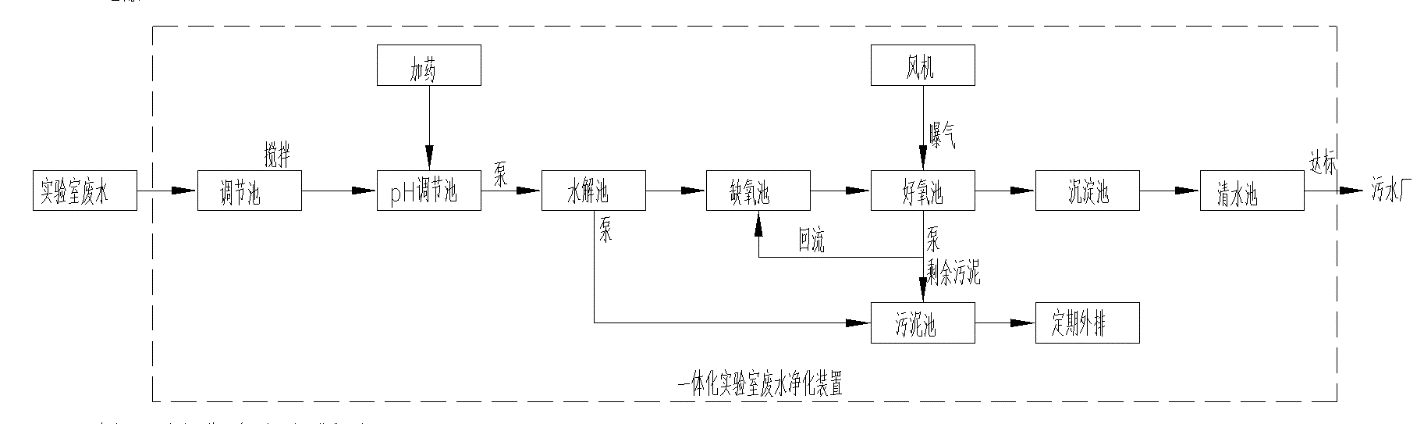 加药
风机
曝气
搅拌
泵
达标
实验室废水
调节池
pH调节池
水解池
缺氧池
好氧池
沉淀池
清水池
污水厂
泵
回流
泵
剩余污泥
污泥池
定期外排
一体化实验室废水净化装置